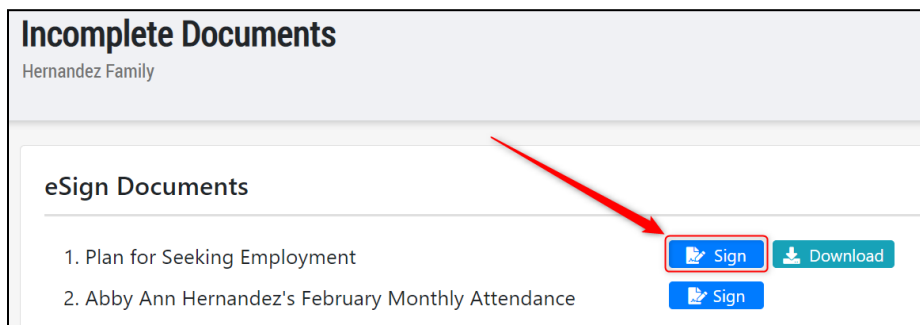 Incomplete Documents
Hernandez Family
eSign Documents
1. Plan for Seeking Employment Sign Download
2. Abby Ann Hernandez's February Monthly Attendance Sign